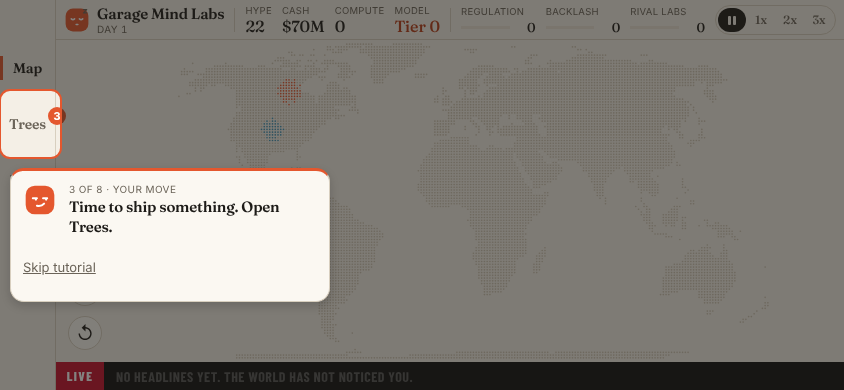 Garage Mind Labs
DAY 1
HYPE
22
CASH
$70M
COMPUTE
0
MODEL
Tier 0
REGULATION
0
BACKLASH
0
RIVAL LABS
0
1x
2x
3x
Map
Trees
3
3 OF 8 · YOUR MOVE
Time to ship something. Open
Trees.
Skip tutorial
LIVE
NO HEADLINES YET. THE WORLD HAS NOT NOTICED YOU.